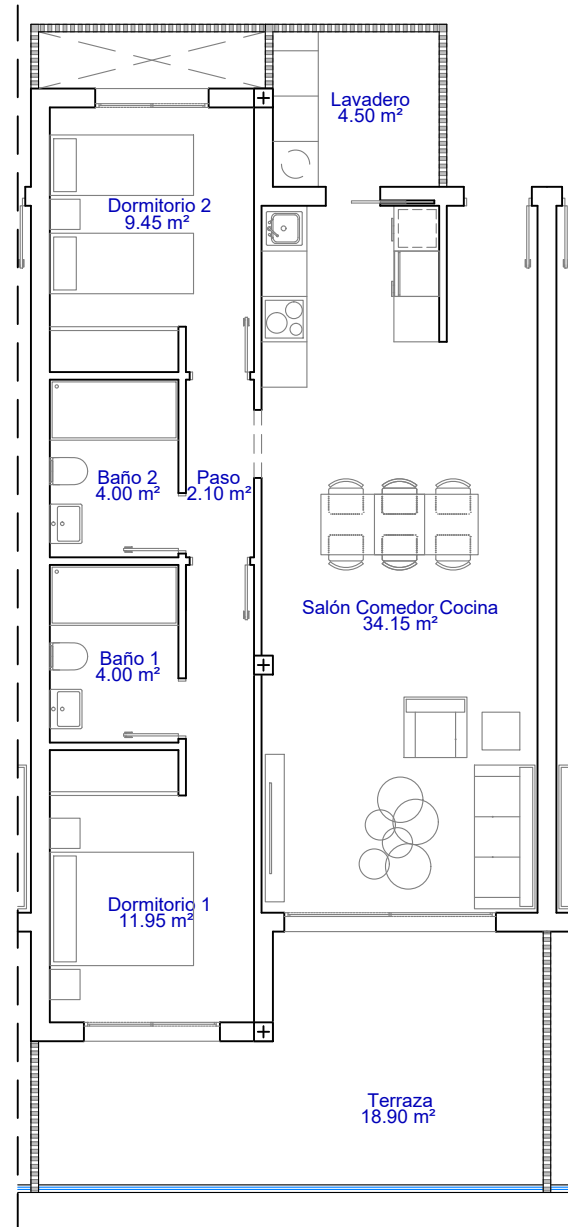 Lavadero
4.50 m²
Dormitorio 2
9.45 m²
Baño 2
4.00 m²
Paso
2.10 m²
Salón Comedor Cocina
34.15 m²
Baño 1
4.00 m²
Dormitorio 1
11.95 m²
Terraza
18.90 m²